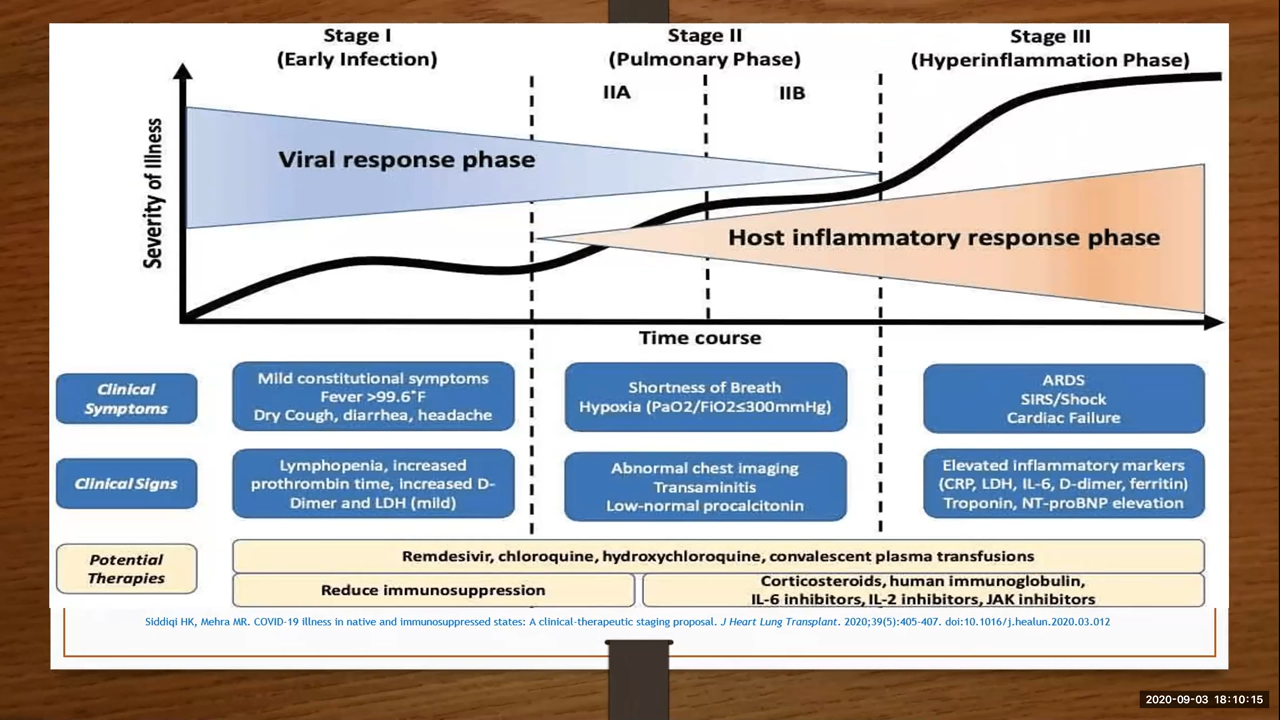 Stage I
(Early Infection)
Stage II
(Pulmonary Phase)
Stage III
(Hyperinflammation Phase)
IIA
IIB
Severity of Illness
Viral response phase
Host inflammatory response phase
Time course
Clinical
Symptoms
Mild constitutional symptoms
Fever >99.6°F
Dry Cough, diarrhea, headache
Shortness of Breath
Hypoxia (PaO2/FiO2≤300mmHg)
ARDS
SIRS/Shock
Cardiac Failure
Clinical Signs
Lymphopenia, increased
prothrombin time, increased D-
Dimer and LDH (mild)
Abnormal chest imaging
Transaminitis
Low-normal procalcitonin
Elevated inflammatory markers
(CRP, LDH, IL-6, D-dimer, ferritin)
Troponin, NT-proBNP elevation
Potential
Therapies
Remdesivir, chloroquine, hydroxychloroquine, convalescent plasma transfusions
Reduce immunosuppression
Corticosteroids, human immunoglobulin,
IL-6 inhibitors, IL-2 inhibitors, JAK inhibitors
Siddiqi HK, Mehra MR. COVID-19 illness in native and immunosuppressed states: A clinical-therapeutic staging proposal. J Heart Lung Transplant. 2020;39(5):405-407. doi:10.1016/j.healun.2020.03.012
2020-09-03 18:10:15